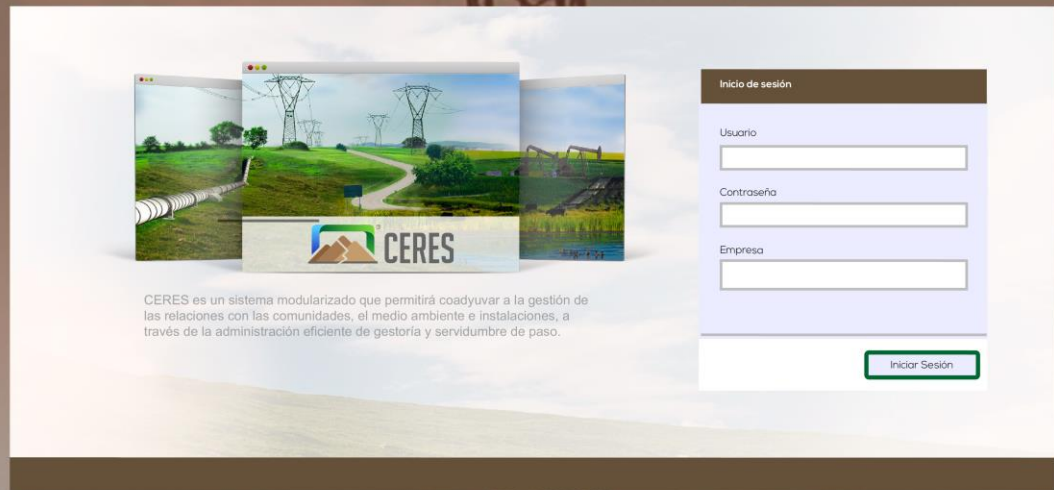 CERES
CERES es un sistema modularizado que permitirá coadyuvar a la gestión de
las relaciones con las comunidades, el medio ambiente e instalaciones, a
través de la administración eficiente de gestoría y servidumbre de paso.
Inicio de sesión
Usuario
Contraseña
Empresa
Iniciar Sesión